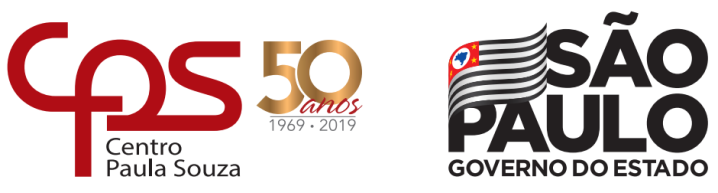 CPS
Centro
Paula Souza
50
anos
1969 · 2019
SÃO
PAULO
GOVERNO DO ESTADO